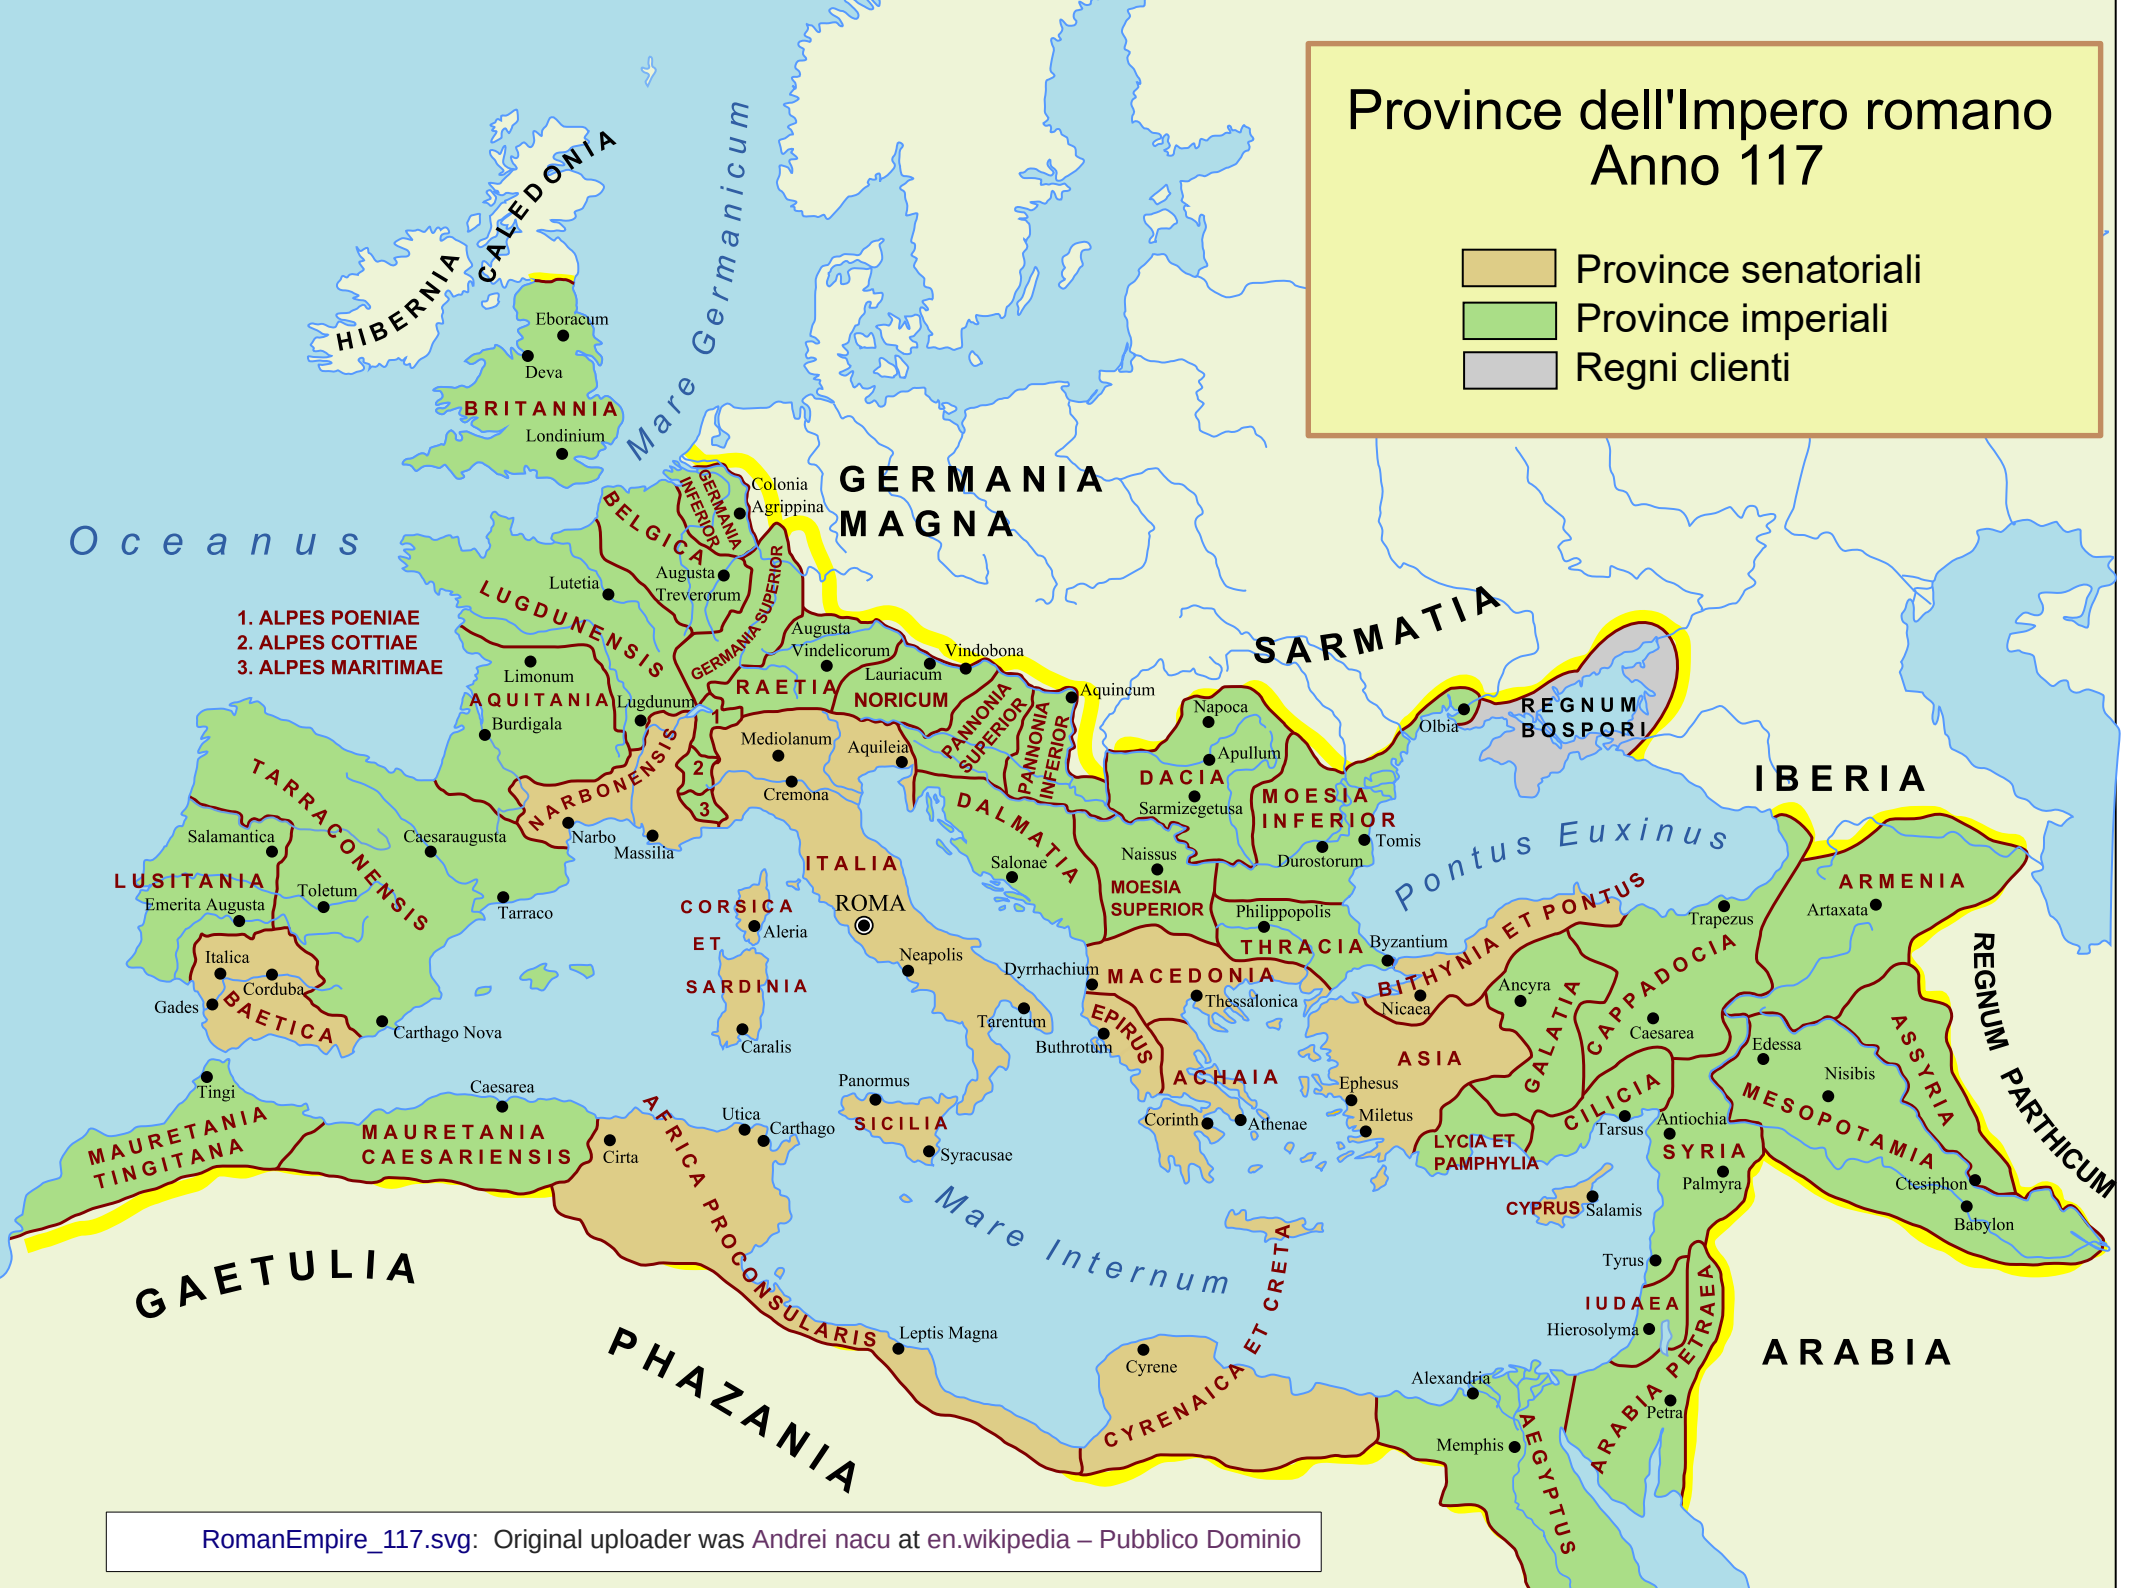 Province dell'Impero romano
Anno 117
Province senatoriali
Province imperiali
Regni clienti
CALEDONIA
HIBERNIA
Mare Germanicum
Eboracum
Deva
BRITANNIA
Londinium
Oceanus
GERMANIA
MAGNA
Colonia
Agrippina
GERMANIA
INFERIOR
BELGICA
Augusta
Treverorum
Lutetia
LUGDUNENSIS
GERMANIA SUPERIOR
1. ALPES POENIAE
2. ALPES COTTIAE
3. ALPES MARITIMAE
SARMATIA
Augusta
Vindelicorum
Vindobona
Lauriacum
Limonum
AQUITANIA
Lugdunum
Burdigala
RAETIA
NORICUM
PANNONIA
SUPERIOR
PANNONIA
INFERIOR
Aquincum
Napoca
Apullum
DACIA
Sarmizegetusa
Olbia
REGNUM
BOSPORI
1
2
3
Mediolanum
Aquileia
Cremona
NARBONENSIS
Narbo
Massilia
MOESIA
INFERIOR
Tomis
Durostorum
IBERIA
Pontus Euxinus
TARRACONENSIS
Salamantica
Caesaraugusta
LUSITANIA
Toletum
Emerita Augusta
Tarraco
Italica
Corduba
Gades
BAETICA
Carthago Nova
ITALIA
ROMA
CORSICA
ET
SARDINIA
Aleria
Caralis
Neapolis
Tarentum
DALMATIA
Salonae
Naissus
MOESIA
SUPERIOR
Philippopolis
THRACIA
Byzantium
Dyrrhachium
MACEDONIA
Thessalonica
EPIRUS
Buthrotum
ACHAIA
Corinth
Athenae
BITHYNIA ET PONTUS
Nicaea
Trapezus
ARMENIA
Artaxata
Ancyra
GALATIA
CAPPADOCIA
Caesarea
ASIA
Ephesus
Miletus
LYCIA ET
PAMPHYLIA
CILICIA
Tarsus
Antiochia
SYRIA
Palmyra
Edessa
Nisibis
MESOPOTAMIA
ASSYRIA
Ctesiphon
Babylon
REGNUM PARTHICUM
CYPRUS
Salamis
Tyrus
IUDAEA
Hierosolyma
ARABIA PETRAEA
Petra
ARABIA
Tingi
MAURETANIA
TINGITANA
Caesarea
MAURETANIA
CAESARIENSIS
Cirta
Utica
Carthago
AFRICA PROCONSULARIS
Panormus
SICILIA
Syracusae
Mare Internum
GAETULIA
PHAZANIA
Leptis Magna
Cyrene
CYRENAICA ET CRETA
Alexandria
Memphis
AEGYPTUS
RomanEmpire_117.svg: Original uploader was Andrei nacu at en.wikipedia – Pubblico Dominio